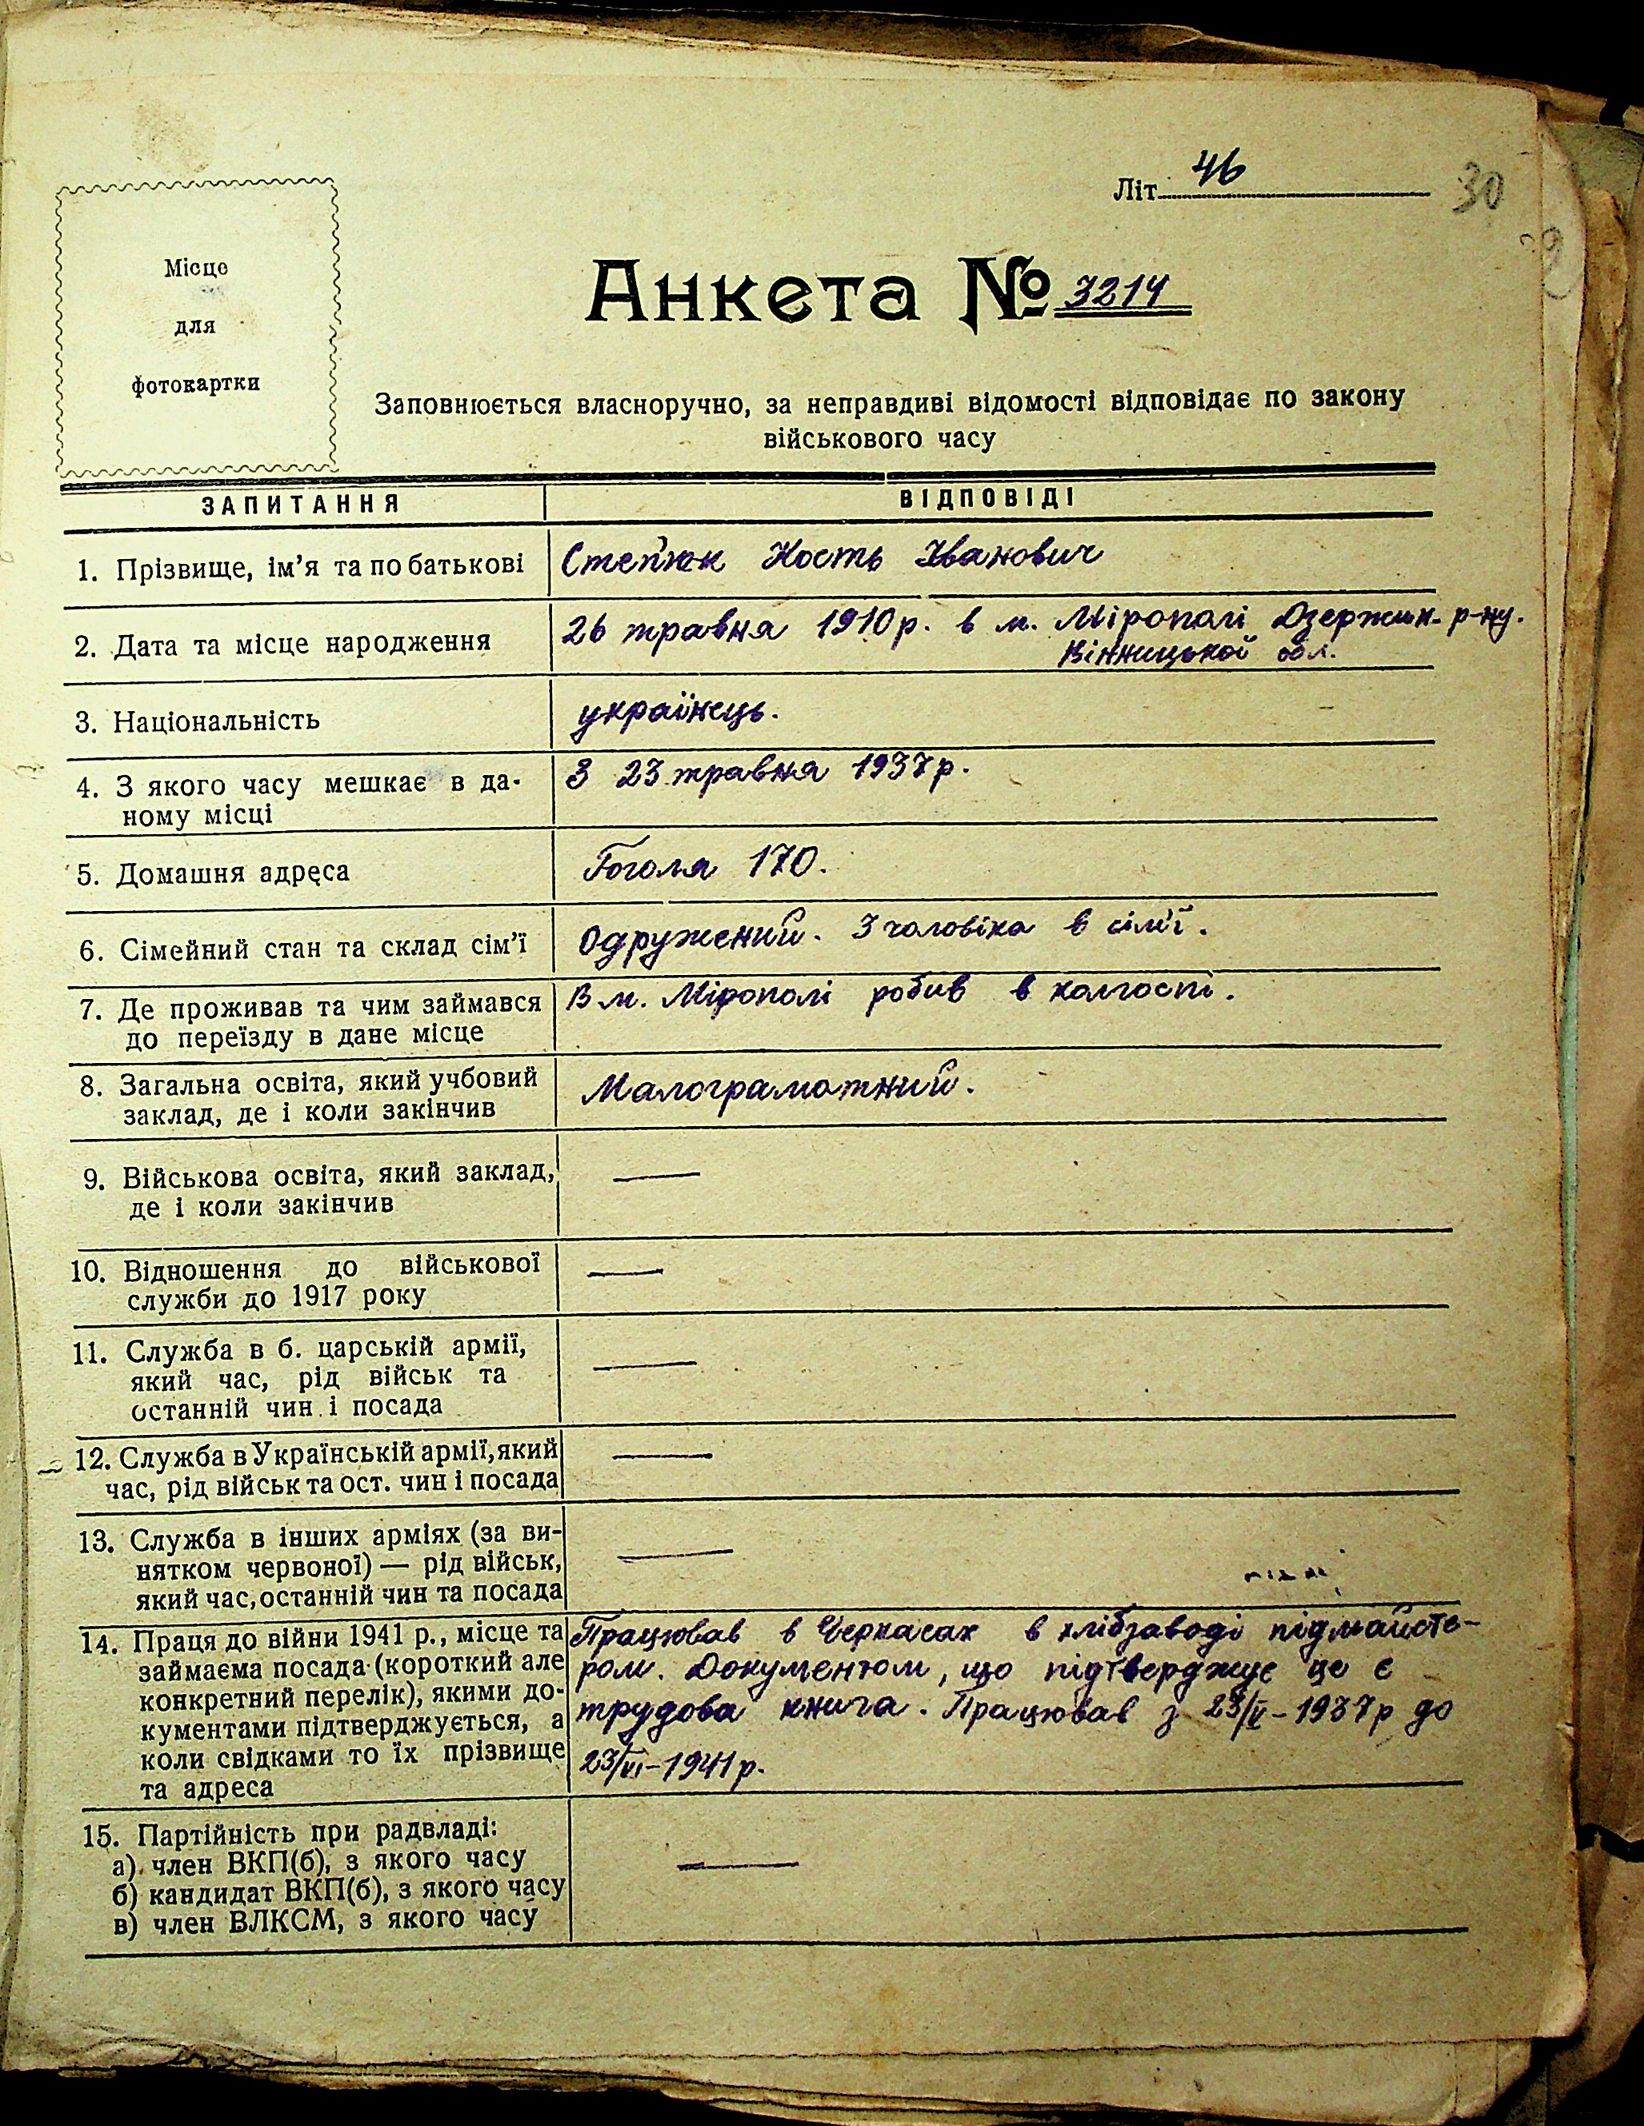 Літ 46
30
Місце
для
фотокартки
Анкета № 3214
Заповнюється власноручно, за неправдиві відомості відповідає по закону
військового часу
ЗАПИТАННЯ ВІДПОВІДІ
1. Прізвище, ім’я та по батькові Степ'юк Кость Іванович
2. Дата та місце народження 26 травня 1910 р. в м. Мірополі Дзержин. р-ну.
Вінницької обл.
3. Національність українець.
4. З якого часу мешкає в да- З 23 травня 1937 р.
ному місці
5. Домашня адреса Гоголя 170.
6. Сімейний стан та склад сім’ї Одружений. 3 чоловіка в сім'ї.
7. Де проживав та чим займався В м. Мірополі робив в колгоспі.
до переїзду в дане місце
8. Загальна освіта, який учбовий Малограмотний.
заклад, де і коли закінчив
9. Військова освіта, який заклад, —
де і коли закінчив
10. Відношення до військової —
служби до 1917 року
11. Служба в б. царській армії, —
який час, рід військ та
останній чин і посада
12. Служба в Українській армії, який —
час, рід військ та ост. чин і посада
13. Служба в інших арміях (за ви- —
нятком червоної) — рід військ,
який час, останній чин та посада
14. Праця до війни 1941 р., місце та Працював в Черкасах в хлібзаводі підмайсте-
займаєма посада (короткий але ром. Документом, що підтверджує це є
конкретний перелік), якими до- трудова книга. Працював з 23/V – 1937 р до
кументами підтверджується, а
коли свідками то їх прізвище 23/VI – 1941 р.
та адреса
15. Партійність при радвладі:
а) член ВКП(б), з якого часу —
б) кандидат ВКП(б), з якого часу
в) член ВЛКСМ, з якого часу